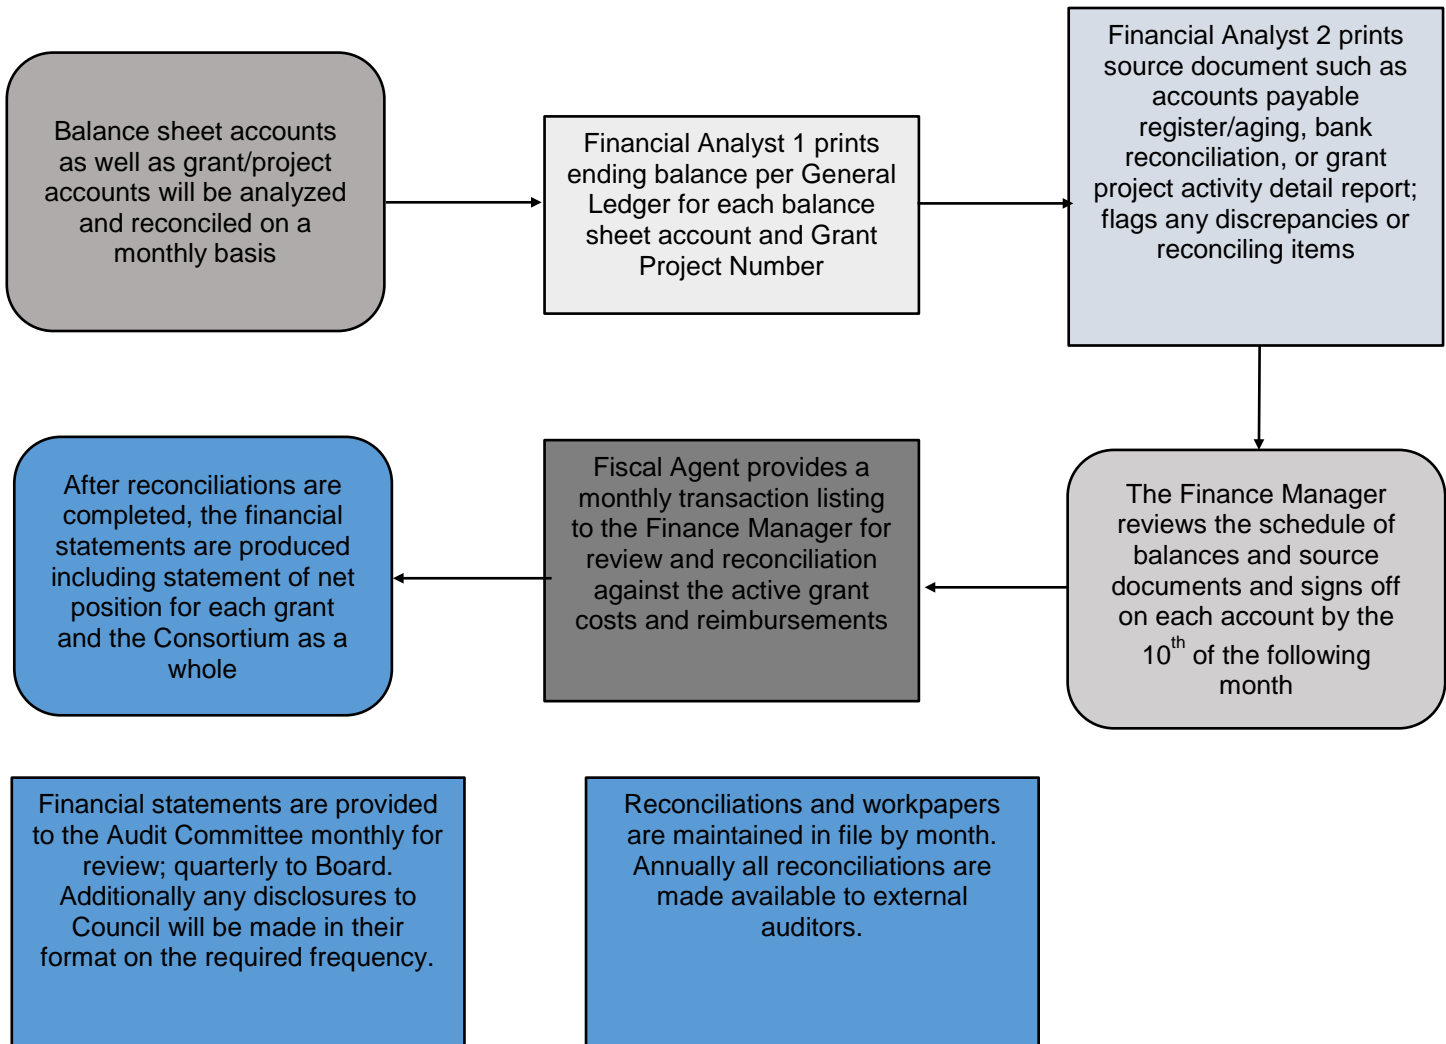 Balance sheet accounts
as well as grant/project
accounts will be analyzed
and reconciled on a
monthly basis
Financial Analyst 1 prints
ending balance per General
Ledger for each balance
sheet account and Grant
Project Number
Financial Analyst 2 prints
source document such as
accounts payable
register/aging, bank
reconciliation, or grant
project activity detail report;
flags any discrepancies or
reconciling items
The Finance Manager
reviews the schedule of
balances and source
documents and signs off
on each account by the
10th of the following
month
Fiscal Agent provides a
monthly transaction listing
to the Finance Manager for
review and reconciliation
against the active grant
costs and reimbursements
After reconciliations are
completed, the financial
statements are produced
including statement of net
position for each grant
and the Consortium as a
whole
Financial statements are provided
to the Audit Committee monthly for
review; quarterly to Board.
Additionally any disclosures to
Council will be made in their
format on the required frequency.
Reconciliations and workpapers
are maintained in file by month.
Annually all reconciliations are
made available to external
auditors.